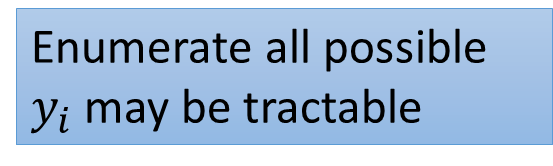 Enumerate all possible
$y_i$ may be tractable